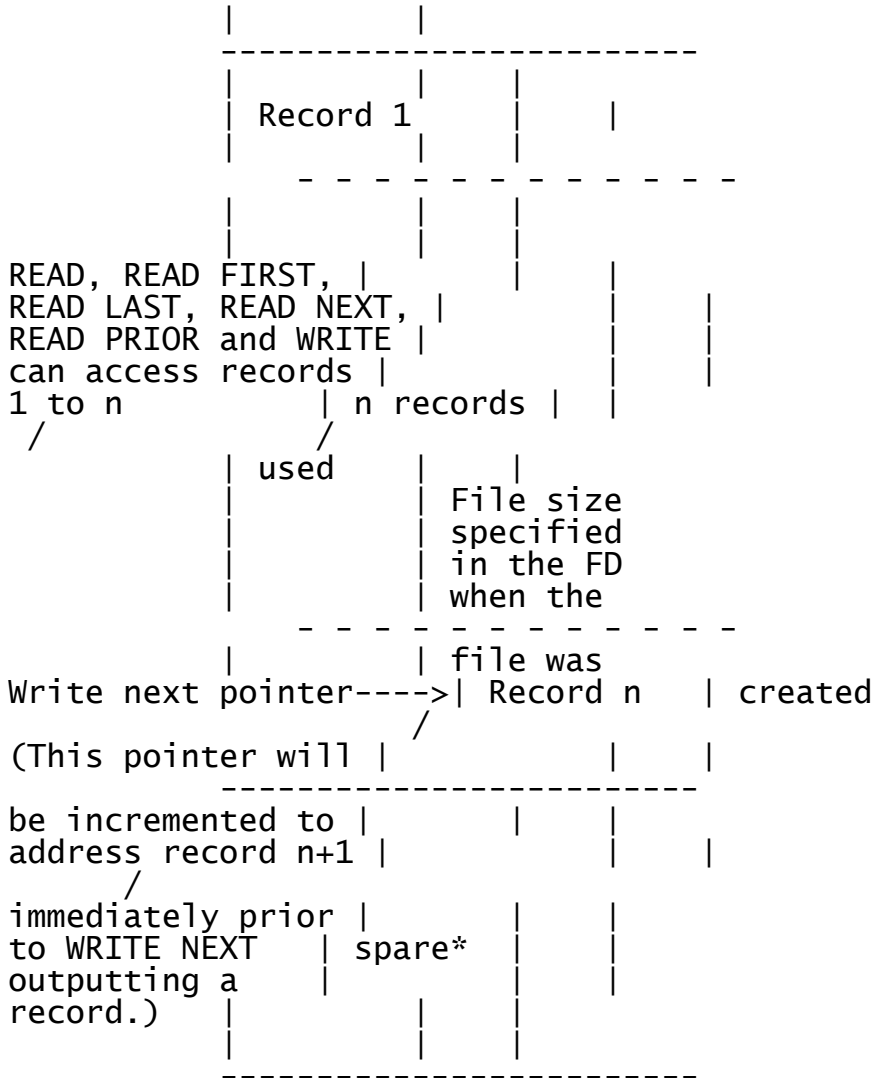 |          |
-------------------------
|          |     |
| Record 1      |     |
|          |     |
- - - - - - - - - - - -
|          |     |
|          |     |
READ, READ FIRST, |        |     |
READ LAST, READ NEXT, |         |     |
READ PRIOR and WRITE |          |     |
can access records |            |     |
1 to n           | n records |   |
/               /
| used     |     |
|          | File size
|          | specified
|          | in the FD
|          | when the
- - - - - - - - - - - -
|          | file was
Write next pointer---->| Record n    | created
/
(This pointer will |            |     |
-------------------------
be incremented to |        |     |
address record n+1 |            |     |
/
immediately prior |        |     |
to WRITE NEXT    | spare*   |     |
outputting a     |          |     |
record.)    |          |     |
|          |     |
-------------------------